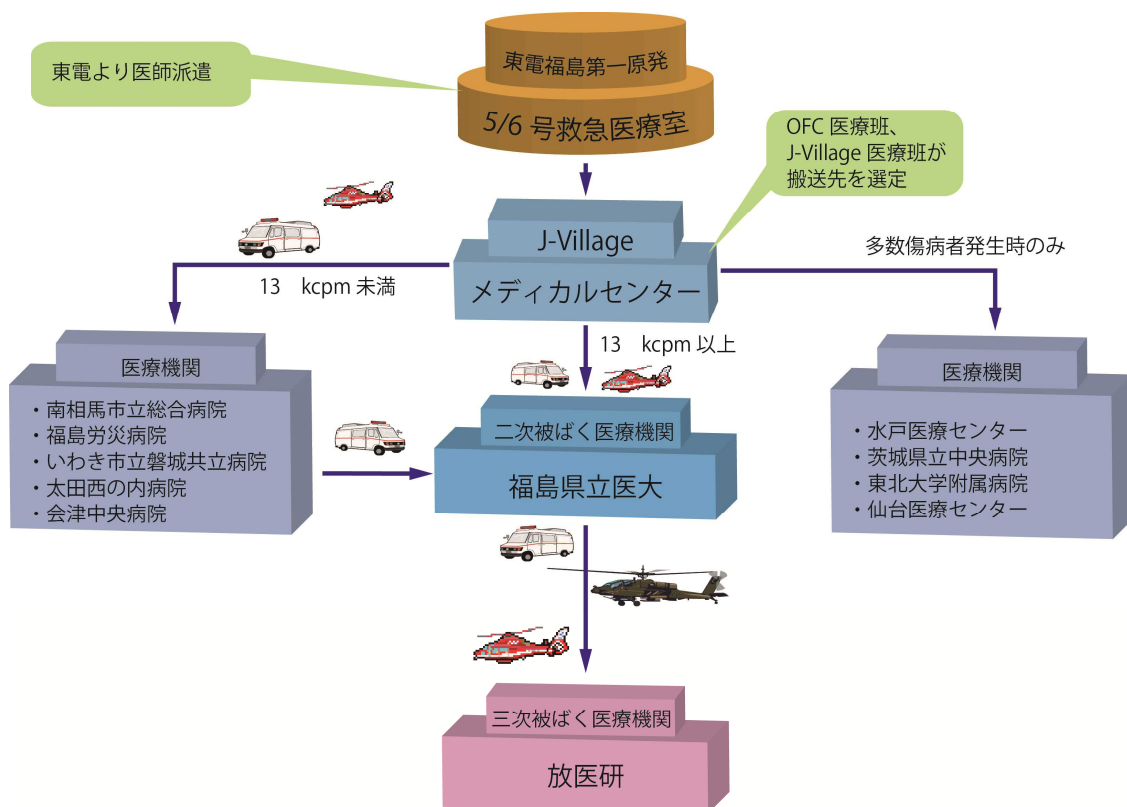 東電福島第一原発
5/6 号救急医療室
東電より医師派遣
OFC 医療班、
J-Village 医療班が
搬送先を選定
J-Village
メディカルセンター
13 kcpm 未満
多数傷病者発生時のみ
13 kcpm 以上
医療機関
・南相馬市立総合病院
・福島労災病院
・いわき市立磐城共立病院
・太田西の内病院
・会津中央病院
二次被ばく医療機関
福島県立医大
医療機関
・水戸医療センター
・茨城県立中央病院
・東北大学附属病院
・仙台医療センター
三次被ばく医療機関
放医研